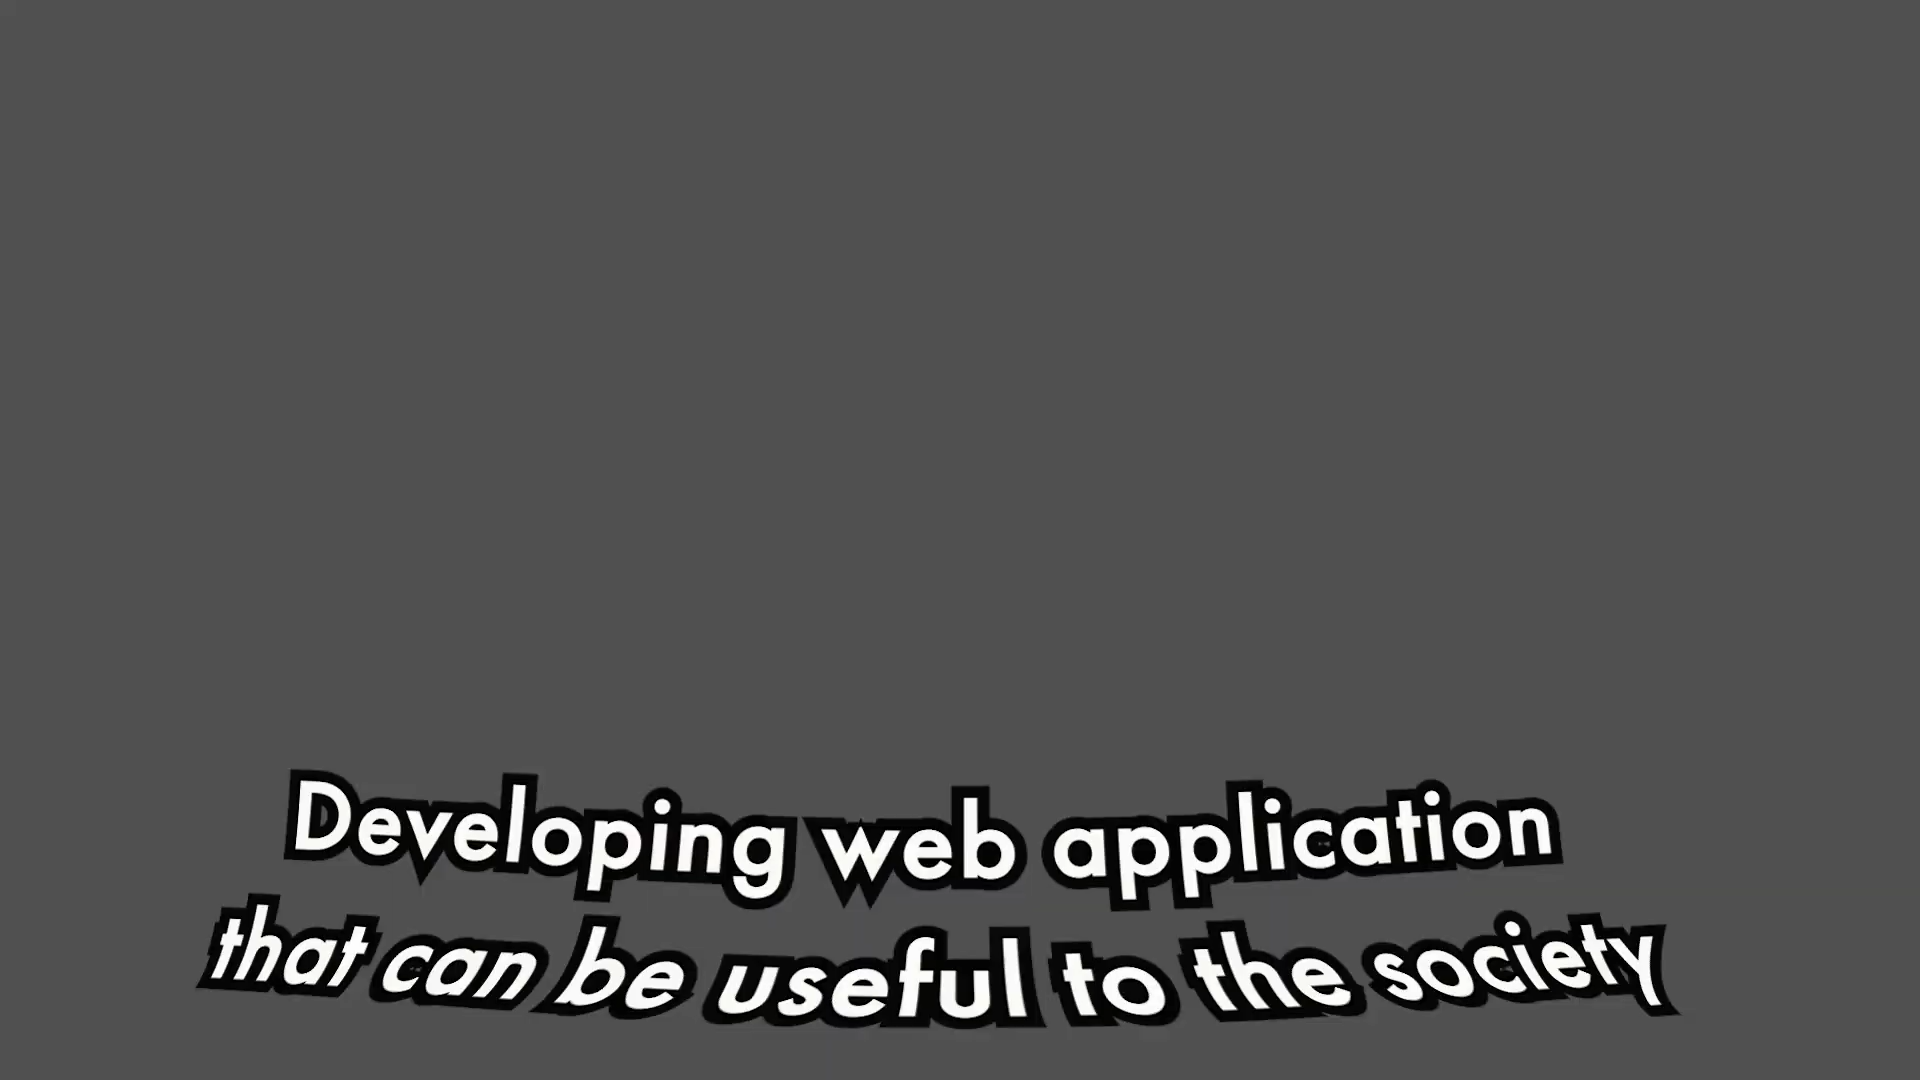 Developing web application
that can be useful to the society